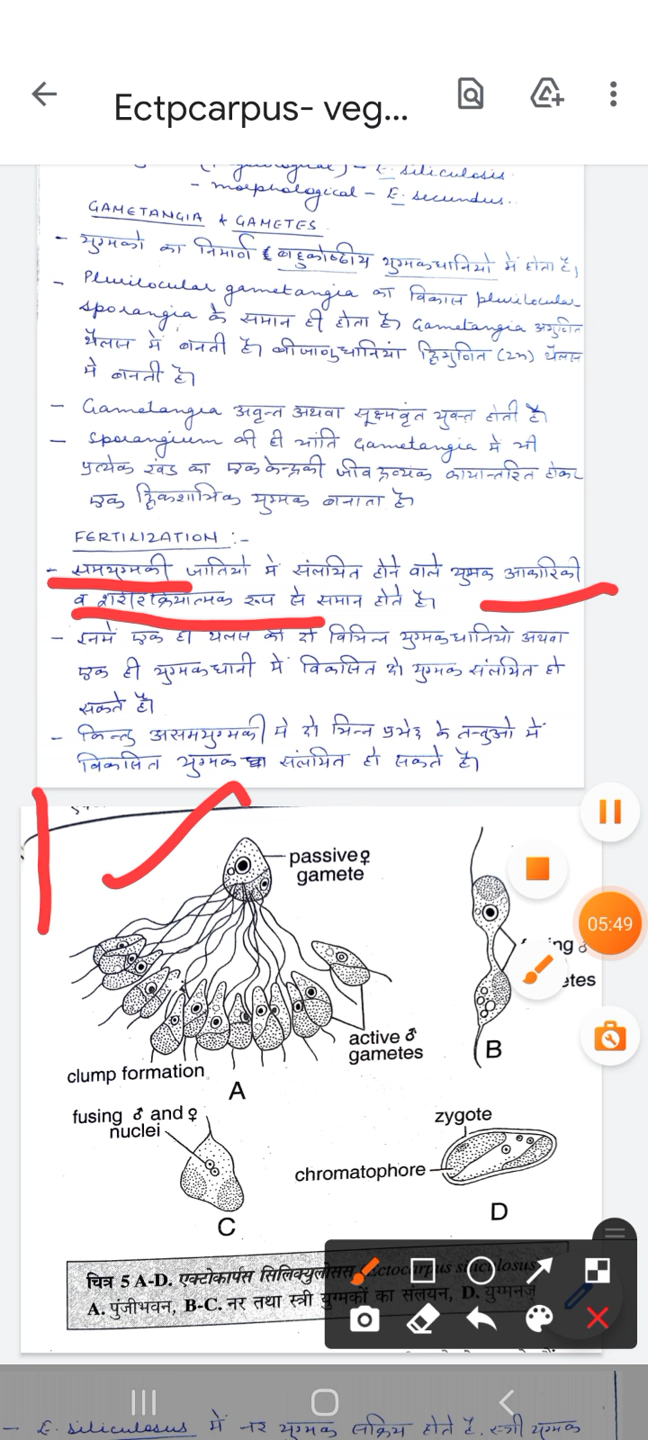 Ectpcarpus- veg...
E. siliculosis.
- morphological - E. secundus..
GAMETANGIA & GAMETES
- युग्मको का निर्माण बहुकोष्ठीय युग्मकधानियो में होता है,
- Plurilocular gametangia का विकास plurilocular
sporangia के समान ही होता है। Gametangia अगुणित
थैलस में बनती है। बीजाणुधानियां द्विगुणित (2n) थैलस
मे बनती है।
- Gametangia अवृन्त अथवा सूक्ष्मवृंत युक्त होती है
- Sporangium की ही भांति Gametangia में भी
प्रत्येक खंड का एककेन्द्रकी जीव द्रव्यक कायान्तरित होकर
एक द्विकशाभिक युग्मक बनाता है।
FERTILIZATION :-
- समयुग्मकी जातियो मे संलयित होने वाले युग्मक आकारिकी
व शरीरक्रियात्मक रूप से समान होते है।
- इनमे एक ही थैलस की दो विभिन्न युग्मकधानियो अथवा
एक ही युग्मकधानी में विकसित दो युग्मक संलयित हो
सकते है।
- किन्तु असमयुग्मकी मे दो भिन्न प्रभेद के तन्तुओ में
विकसित युग्मक संलयित हो सकते है।
passive♀
gamete
active ♂
gametes
clump formation
A
B
05:49
fusing ♂ and ♀
nuclei
C
zygote
chromatophore
D
चित्र 5 A-D. एक्टोकार्पस सिलिक्युलोसस (Ectocarpus siliculosus)
A. पुंजीभवन, B-C. नर तथा स्त्री युग्मकों का संलयन, D. युग्मनज
- E. siliculosus में नर युग्मक सक्रिय होते है. स्त्री युग्मक